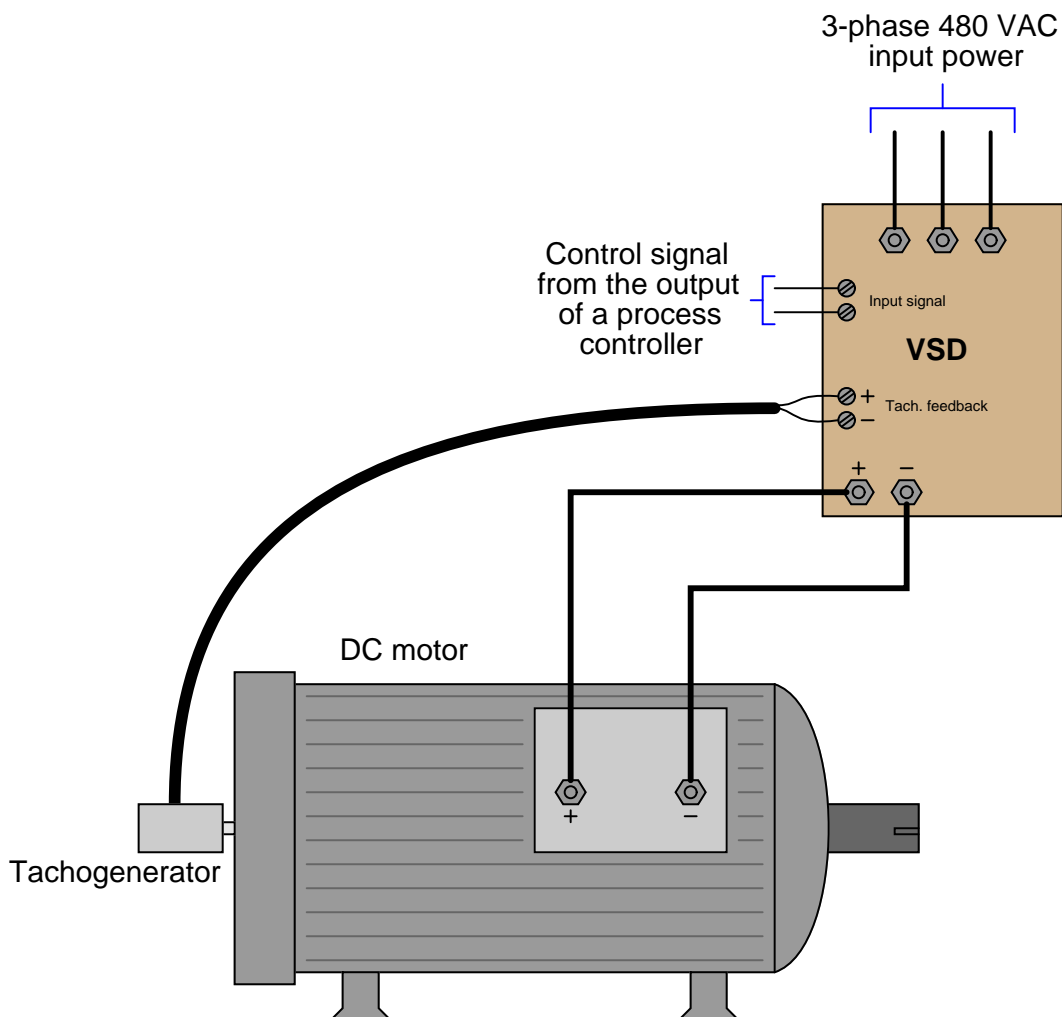 3-phase 480 VAC
input power
Control signal
from the output
of a process
controller
Input signal
VSD
+
Tach. feedback
−
+ −
DC motor
+ −
Tachogenerator